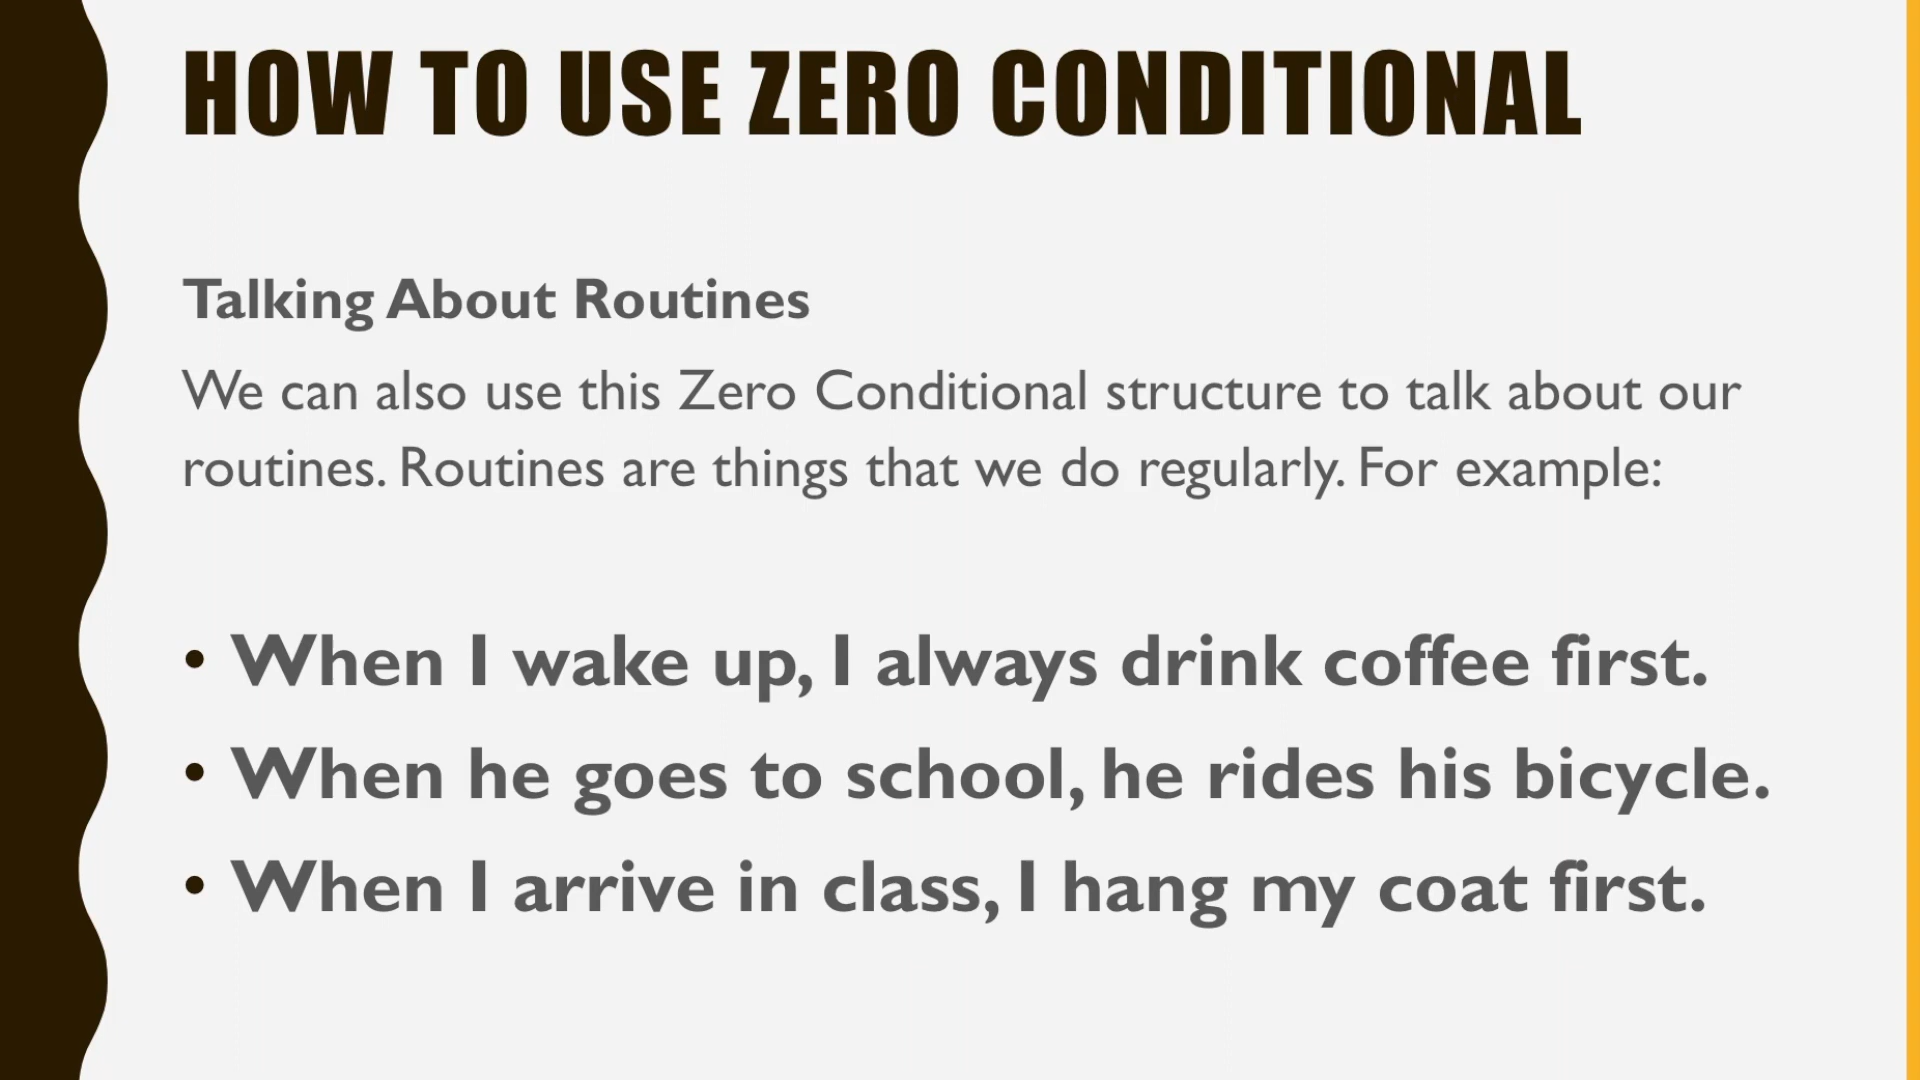 HOW TO USE ZERO CONDITIONAL
Talking About Routines
We can also use this Zero Conditional structure to talk about our
routines. Routines are things that we do regularly. For example:
• When I wake up, I always drink coffee first.
• When he goes to school, he rides his bicycle.
• When I arrive in class, I hang my coat first.